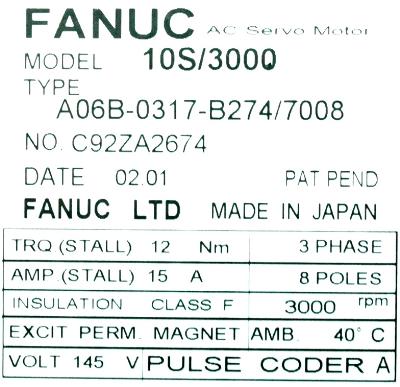 FANUC AC Servo Motor
MODEL 10S/3000
TYPE
A06B-0317-B274/7008
NO. C92ZA2674
DATE 02.01 PAT PEND
FANUC LTD MADE IN JAPAN
TRQ.(STALL) 12 Nm 3 PHASE
AMP.(STALL) 15 A 8 POLES
INSULATION CLASS F 3000 rpm
EXCIT PERM. MAGNET AMB. 40° C
VOLT 145 V PULSE CODER A